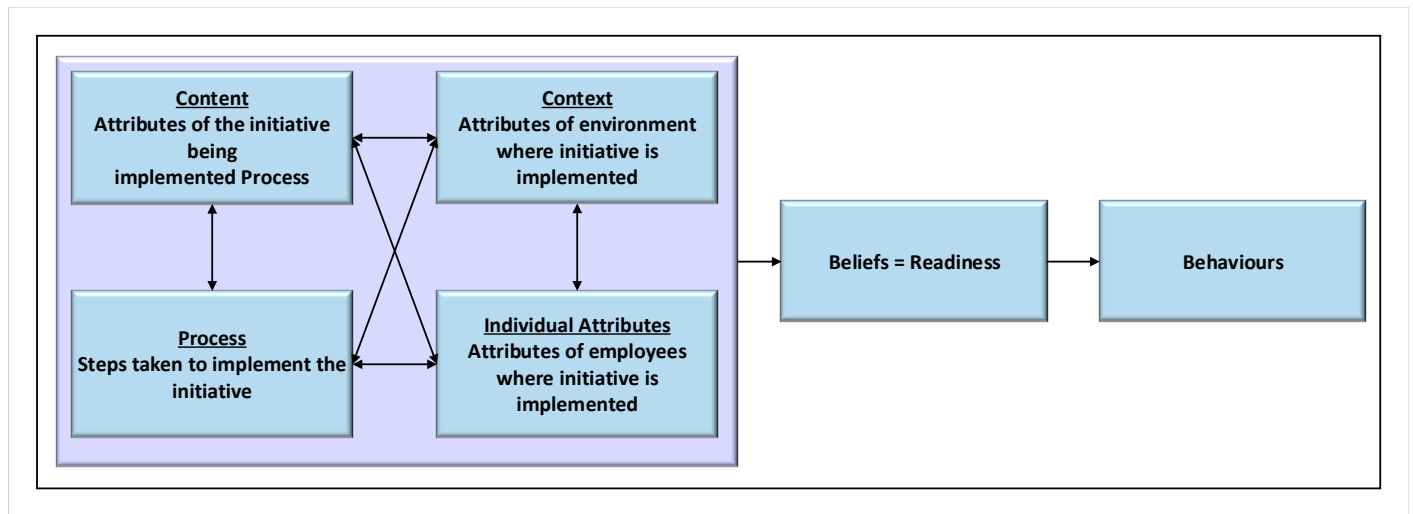 Content
Attributes of the initiative
being
implemented Process
Context
Attributes of environment
where initiative is
implemented
Process
Steps taken to implement the
initiative
Individual Attributes
Attributes of employees
where initiative is
implemented
Beliefs = Readiness
Behaviours